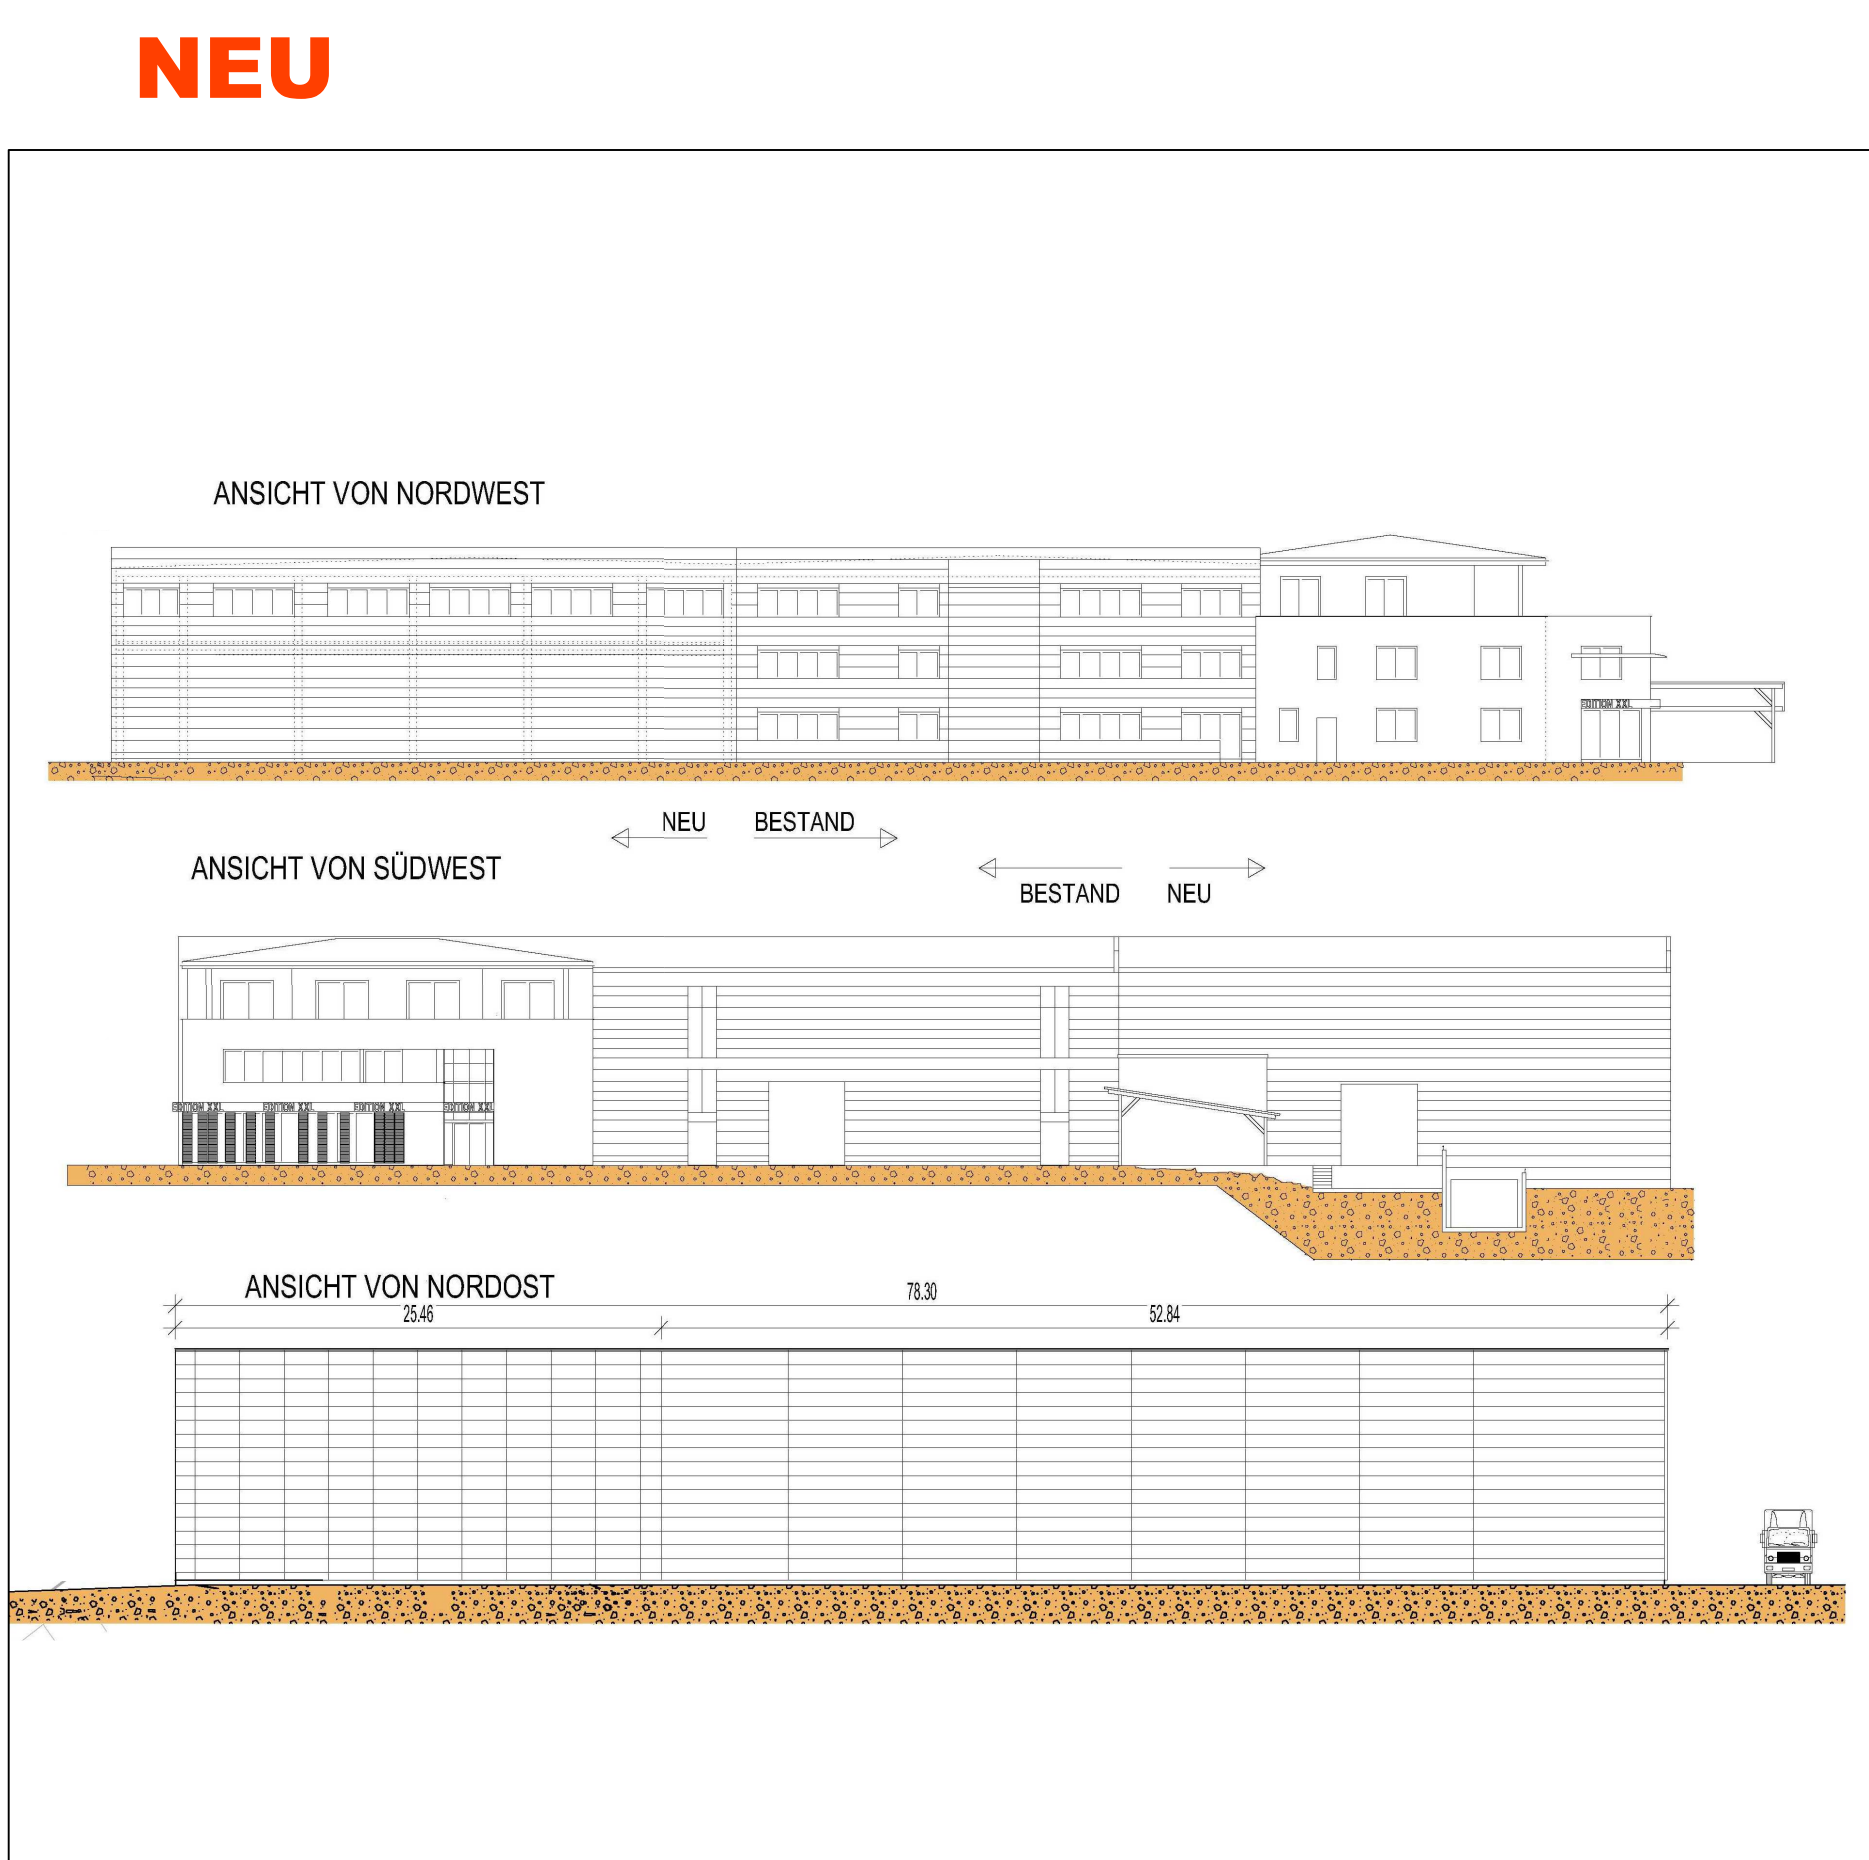 NEU
ANSICHT VON NORDWEST
EDITION XXL
NEU BESTAND
ANSICHT VON SÜDWEST
BESTAND NEU
EDITION XXL EDITION XXL EDITION XXL EDITION XXL
ANSICHT VON NORDOST
78.30
25.46 52.84